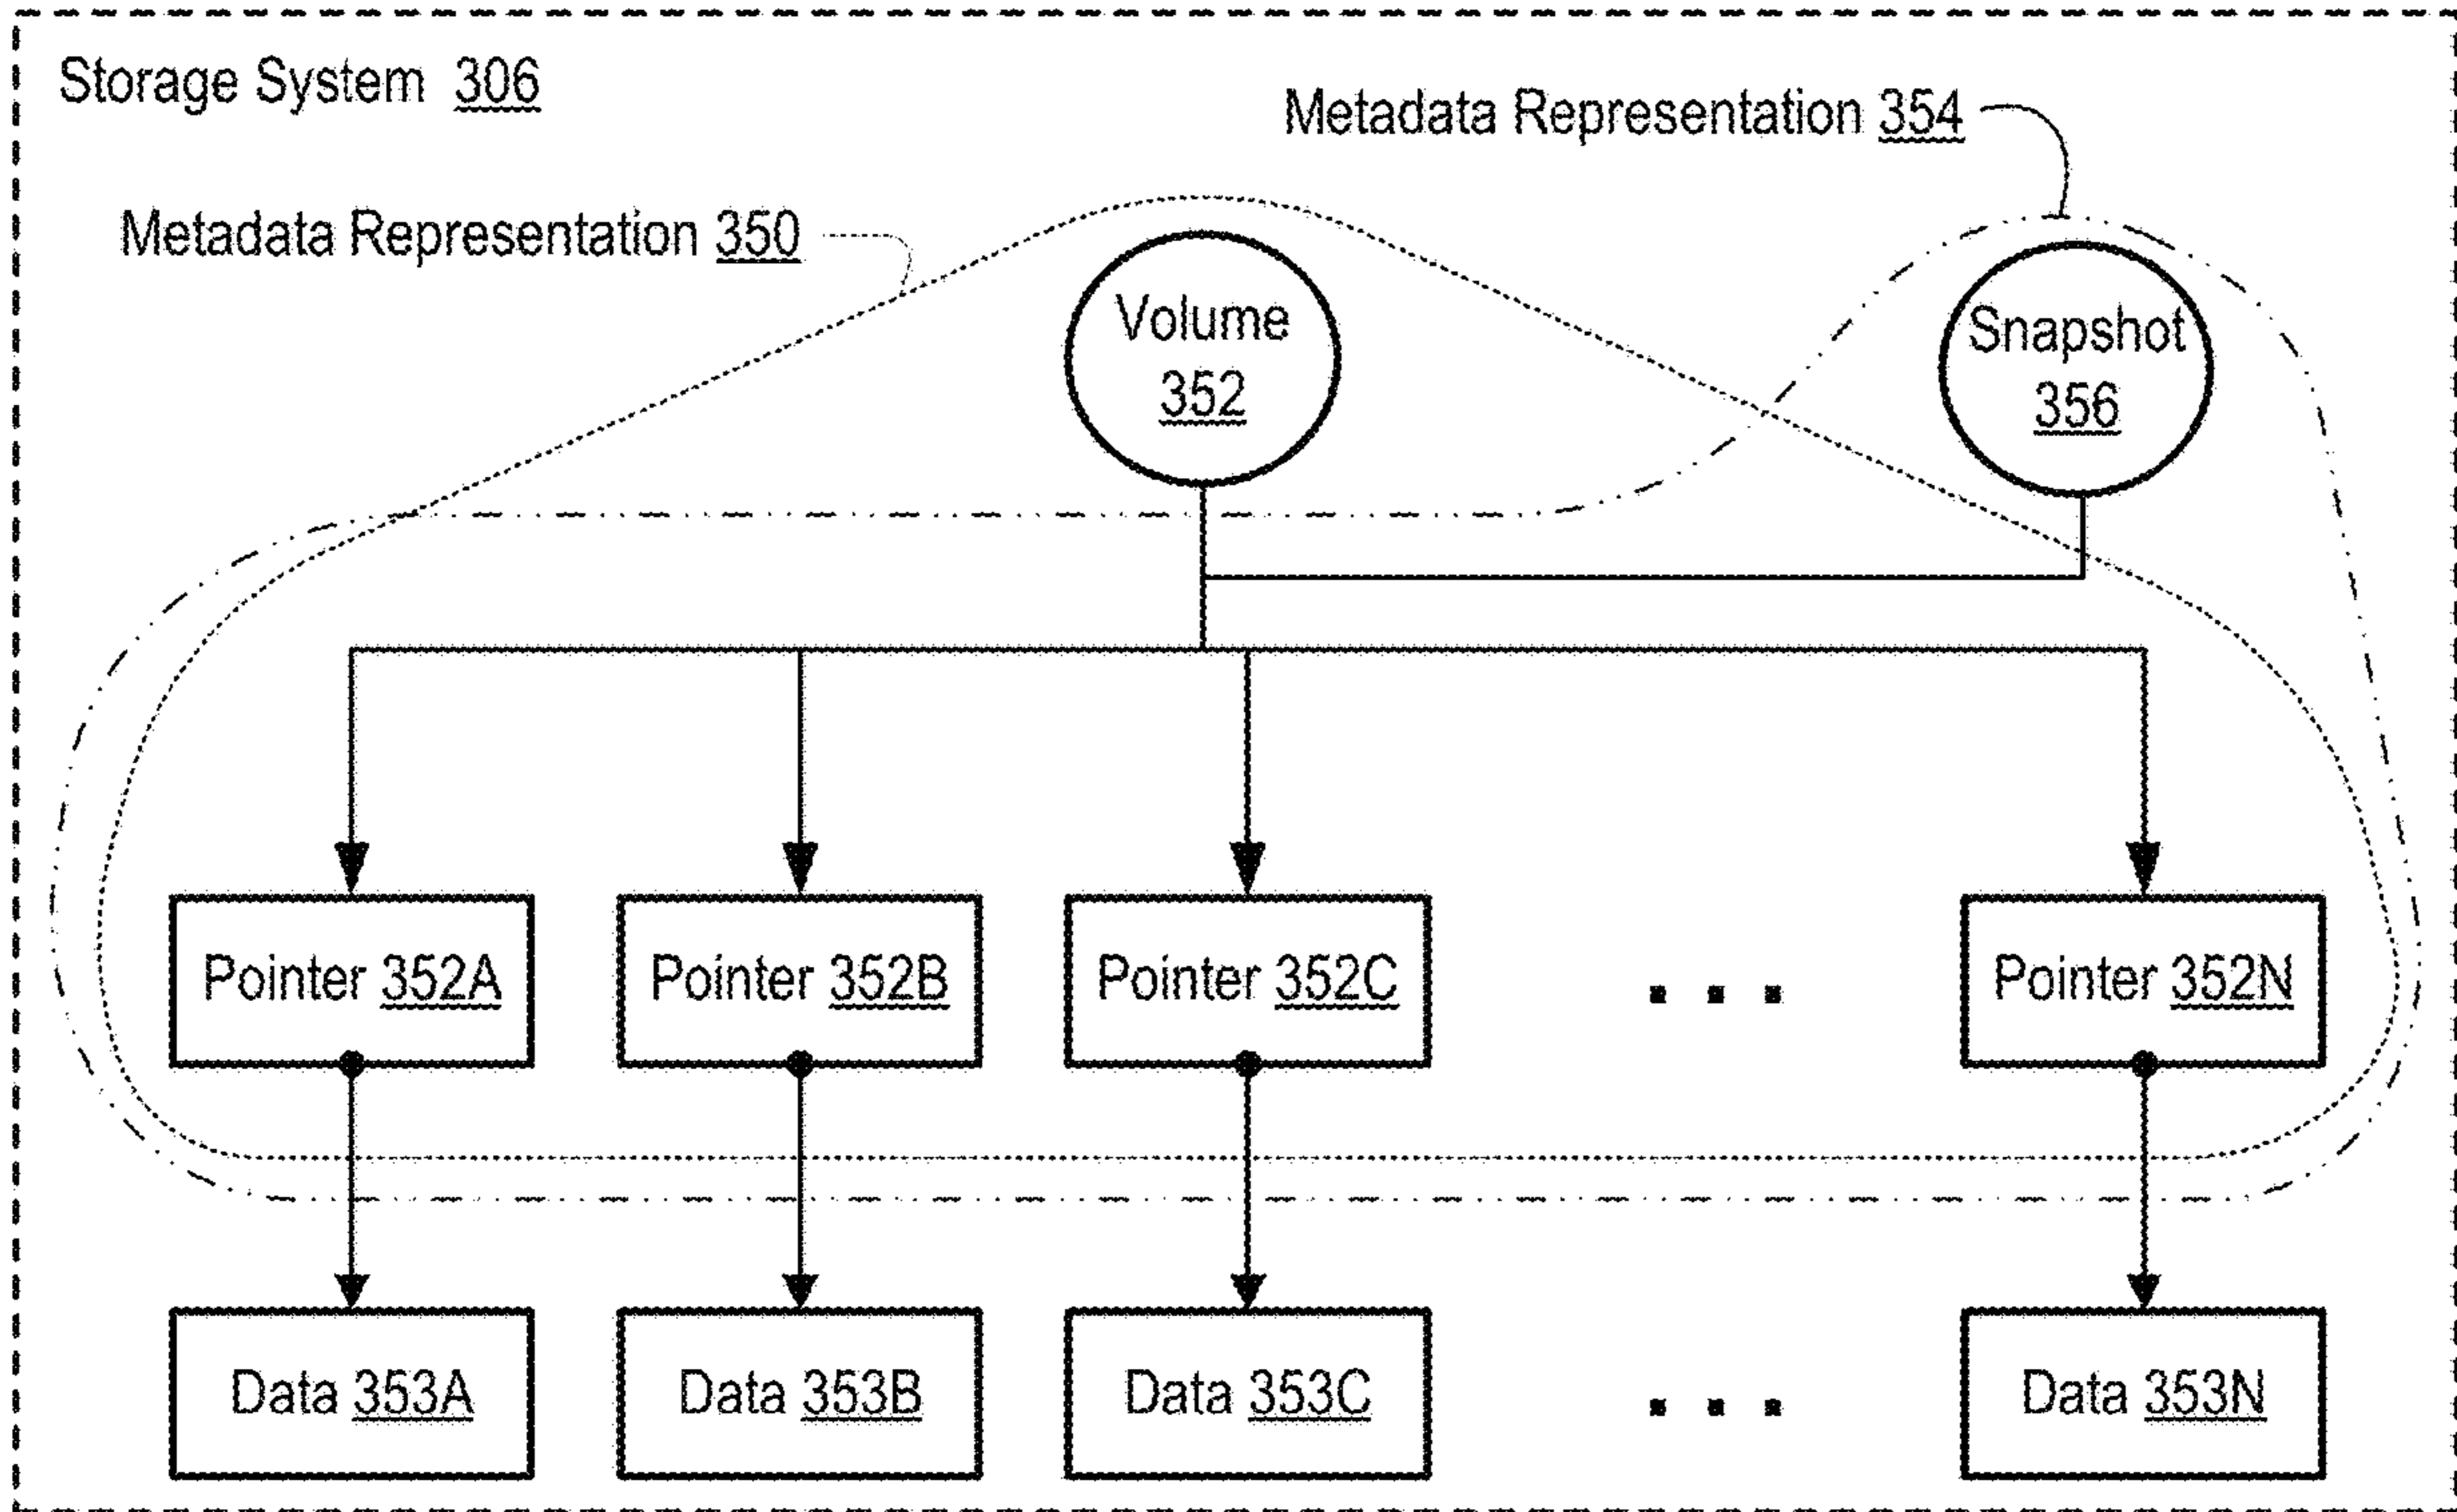 Storage System 306
Metadata Representation 354
Metadata Representation 350
Volume
352
Snapshot
356
Pointer 352A
Pointer 352B
Pointer 352C
. . .
Pointer 352N
Data 353A
Data 353B
Data 353C
. . .
Data 353N